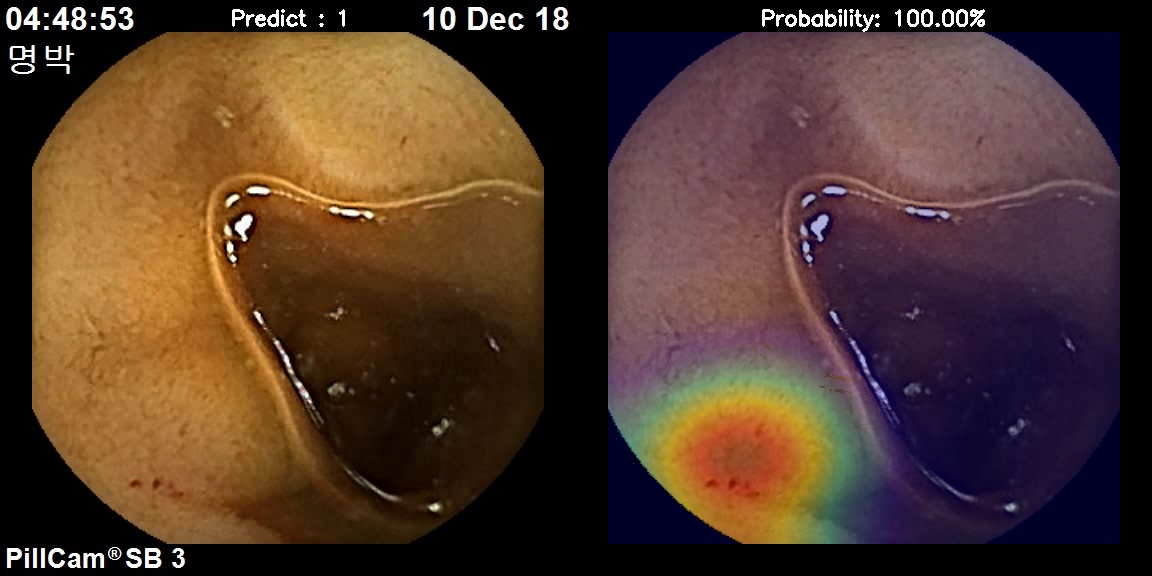 04:48:53
Predict : 1
10 Dec 18
Probability: 100.00%
명 박
PillCam® SB 3